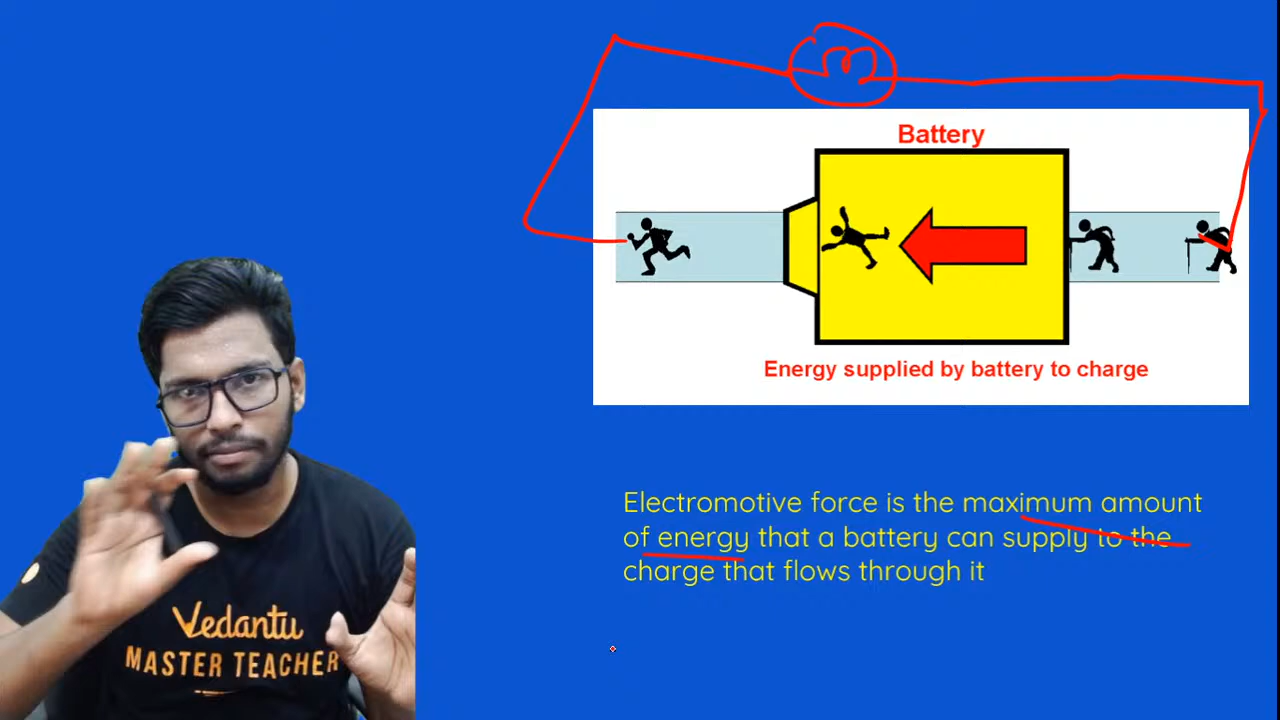 Battery
Energy supplied by battery to charge
Electromotive force is the maximum amount
of energy that a battery can supply to the
charge that flows through it
Vedantu
MASTER TEACHER